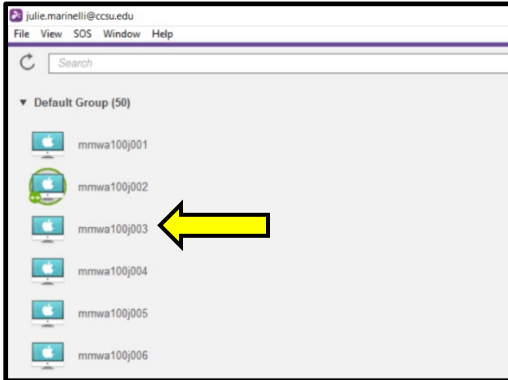 julie.marinelli@ccsu.edu
File View SOS Window Help
Search
Default Group (50)
mmwa100j001
mmwa100j002
mmwa100j003
mmwa100j004
mmwa100j005
mmwa100j006